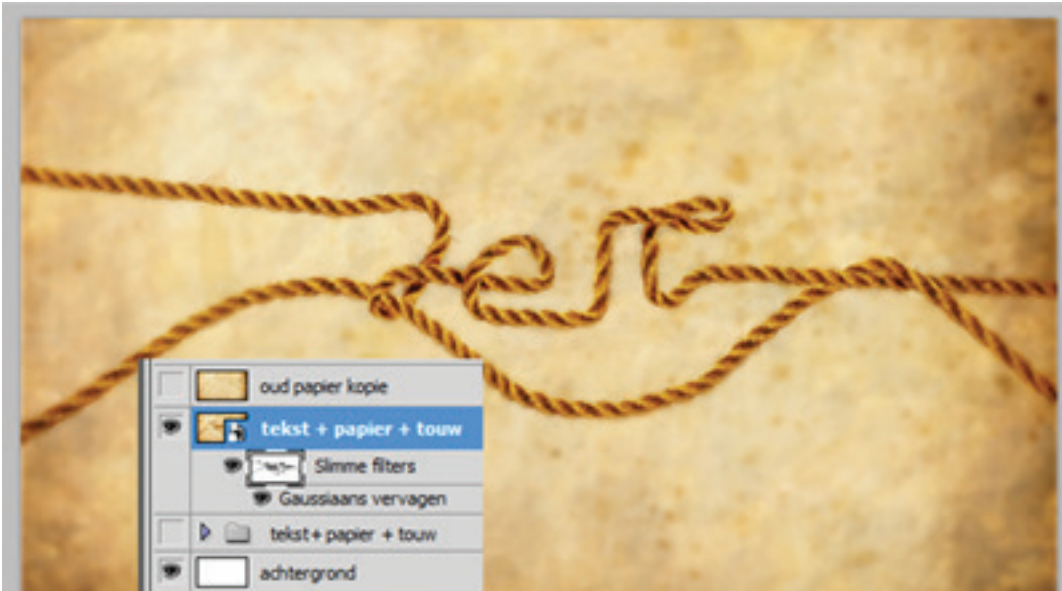 oud papier kopie
tekst + papier + touw
Slimme filters
Gaussiaans vervagen
tekst+ papier + touw
achtergrond